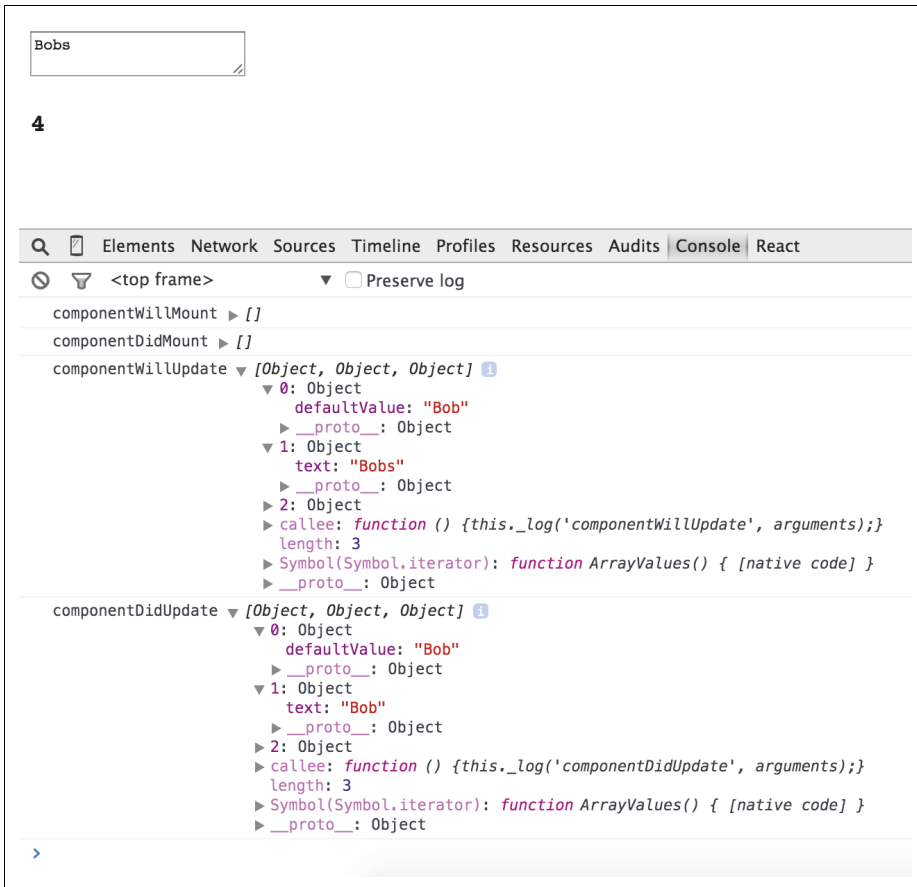 Bobs
4
Elements Network Sources Timeline Profiles Resources Audits Console React
<top frame> ▼ Preserve log
componentWillMount ▶ []
componentDidMount ▶ []
componentWillUpdate ▼ [Object, Object, Object] i
▼ 0: Object
defaultValue: "Bob"
▶ __proto__: Object
▼ 1: Object
text: "Bobs"
▶ __proto__: Object
▶ 2: Object
▶ callee: function () {this._log('componentWillUpdate', arguments);}
length: 3
▶ Symbol(Symbol.iterator): function ArrayValues() { [native code] }
▶ __proto__: Object
componentDidUpdate ▼ [Object, Object, Object] i
▼ 0: Object
defaultValue: "Bob"
▶ __proto__: Object
▼ 1: Object
text: "Bob"
▶ __proto__: Object
▶ 2: Object
▶ callee: function () {this._log('componentDidUpdate', arguments);}
length: 3
▶ Symbol(Symbol.iterator): function ArrayValues() { [native code] }
▶ __proto__: Object
>